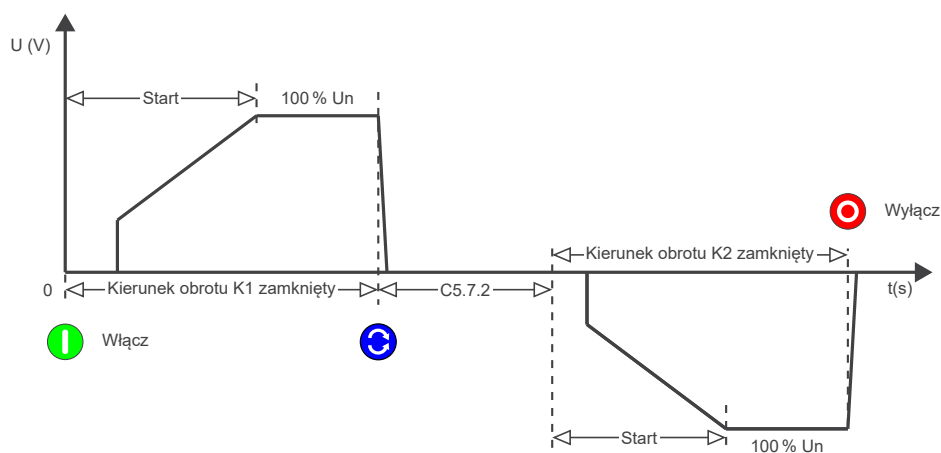 U (V)
Start
100 % Un
Wyłącz
Kierunek obrotu K2 zamknięty
0
Kierunek obrotu K1 zamknięty
C5.7.2
t(s)
Włącz
Start
100 % Un